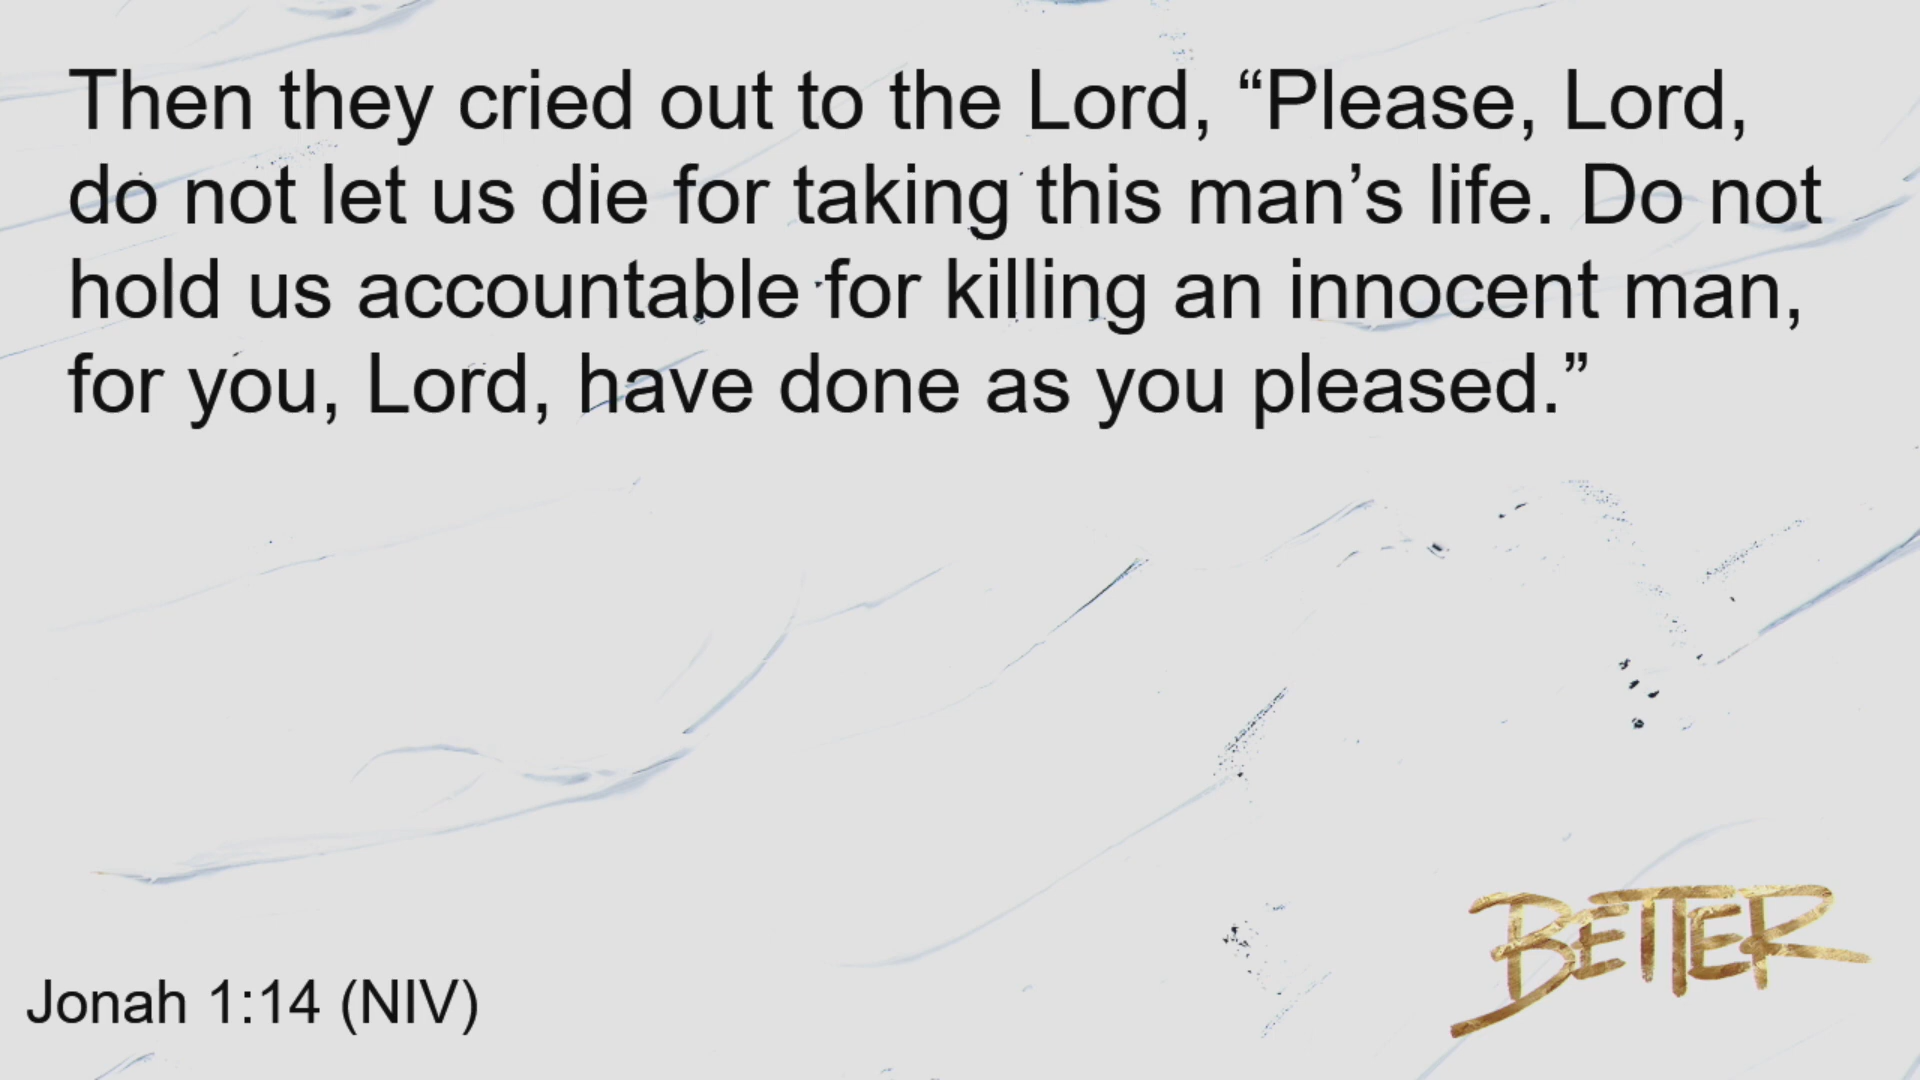 Then they cried out to the Lord, “Please, Lord,
do not let us die for taking this man’s life. Do not
hold us accountable for killing an innocent man,
for you, Lord, have done as you pleased.”
Jonah 1:14 (NIV)
BETTER